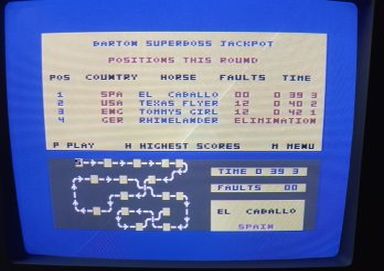 BARTOW SUPERBOSS JACKPOT
POSITIONS THIS ROUND
POS COUNTRY HORSE FAULTS TIME
1 SPA EL CABALLO 00 0 39 3
2 USA TEXAS FLYER 12 0 40 2
3 ENG TOMMYS GIRL 12 0 42 1
4 GER RHINELANDER ELIMINATION
P PLAY H HIGHEST SCORES M MENU
TIME 0 39 3
FAULTS 00
EL CABALLO
SPAIN